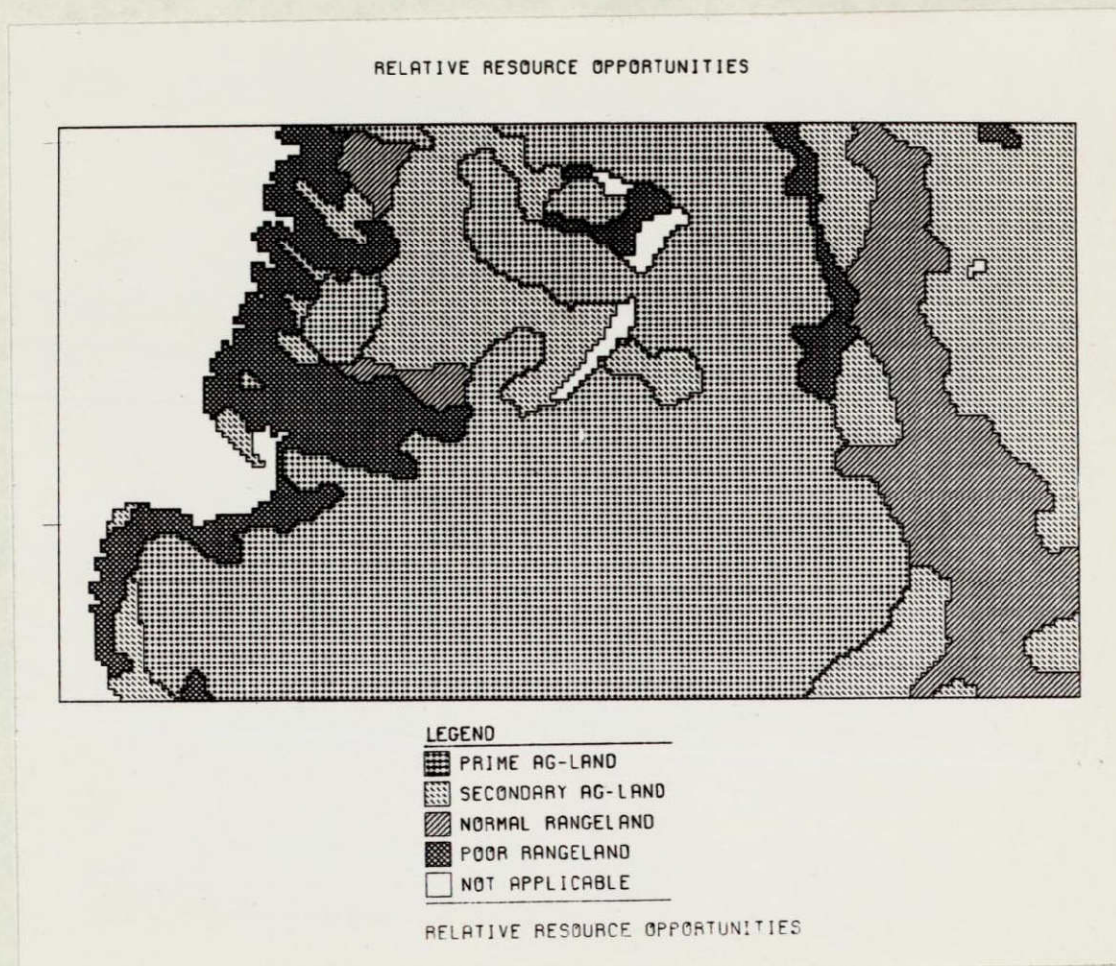 RELATIVE RESOURCE OPPORTUNITIES
LEGEND
PRIME AG-LAND
SECONDARY AG-LAND
NORMAL RANGELAND
POOR RANGELAND
NOT APPLICABLE
RELATIVE RESOURCE OPPORTUNITIES